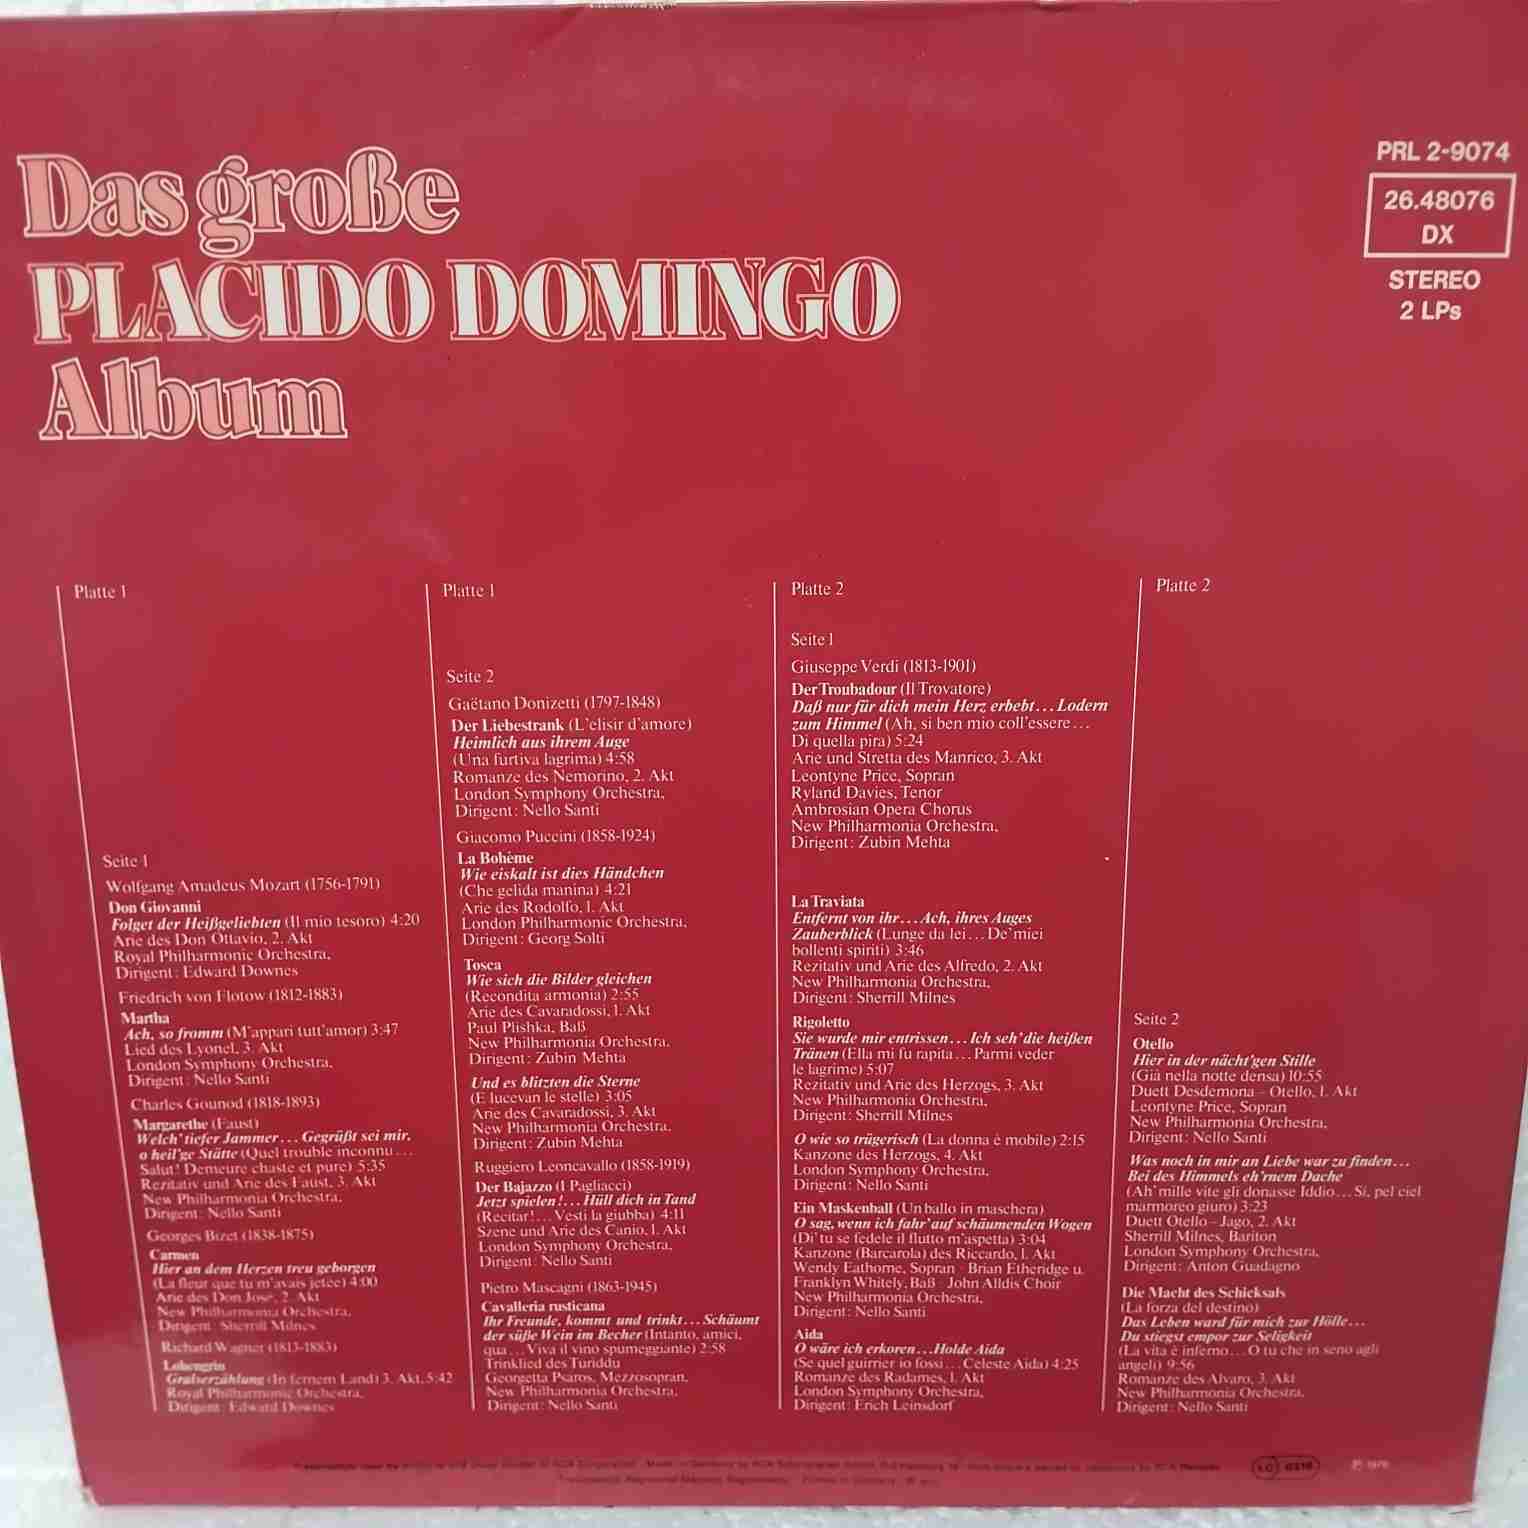 Das große
PLACIDO DOMINGO
Album
PRL 2-9074
26.48076
DX
STEREO
2 LPs
Platte 1
Seite 1
Wolfgang Amadeus Mozart (1756-1791)
Don Giovanni
Folget der Heißgeliebten (Il mio tesoro) 4:20
Arie des Don Ottavio, 2. Akt
Royal Philharmonic Orchestra,
Dirigent: Edward Downes
Friedrich von Flotow (1812-1883)
Martha
Ach, so fromm (M'appari tutt'amor) 3:47
Lied des Lyonel, 3. Akt
London Symphony Orchestra,
Dirigent: Nello Santi
Charles Gounod (1818-1893)
Margarethe (Faust)
Welch' tiefer Jammer... Gegrüßt sei mir,
o heil'ge Stätte (Quel trouble inconnu...
Salut! Demeure chaste et pure) 5:35
Rezitativ und Arie des Faust, 3. Akt
New Philharmonia Orchestra,
Dirigent: Nello Santi
Georges Bizet (1838-1875)
Carmen
Hier an dem Herzen treu geborgen
(La fleur que tu m'avais jetée) 4:00
Arie des Don José, 2. Akt
New Philharmonia Orchestra,
Dirigent: Sherrill Milnes
Richard Wagner (1813-1883)
Lohengrin
Gralserzählung (In fernem Land) 3. Akt, 5:42
Royal Philharmonic Orchestra,
Dirigent: Edward Downes
Platte 1
Seite 2
Gaëtano Donizetti (1797-1848)
Der Liebestrank (L'elisir d'amore)
Heimlich aus ihrem Auge
(Una furtiva lagrima) 4:58
Romanze des Nemorino, 2. Akt
London Symphony Orchestra,
Dirigent: Nello Santi
Giacomo Puccini (1858-1924)
La Bohème
Wie eiskalt ist dies Händchen
(Che gelida manina) 4:21
Arie des Rodolfo, 1. Akt
London Philharmonic Orchestra,
Dirigent: Georg Solti
Tosca
Wie sich die Bilder gleichen
(Recondita armonia) 2:55
Arie des Cavaradossi, 1. Akt
Paul Plishka, Baß
New Philharmonia Orchestra,
Dirigent: Zubin Mehta
Und es blitzten die Sterne
(E lucevan le stelle) 3:05
Arie des Cavaradossi, 3. Akt
New Philharmonia Orchestra,
Dirigent: Zubin Mehta
Ruggiero Leoncavallo (1858-1919)
Der Bajazzo (I Pagliacci)
Jetzt spielen!... Hüll dich in Tand
(Recitar!... Vesti la giubba) 4:11
Szene und Arie des Canio, 1. Akt
London Symphony Orchestra,
Dirigent: Nello Santi
Pietro Mascagni (1863-1945)
Cavalleria rusticana
Ihr Freunde, kommt und trinkt... Schäumt
der süße Wein im Becher (Intanto, amici,
qua... Viva il vino spumeggiante) 2:58
Trinklied des Turiddu
Georgetta Psaros, Mezzosopran,
New Philharmonia Orchestra,
Dirigent: Nello Santi
Platte 2
Seite 1
Giuseppe Verdi (1813-1901)
Der Troubadour (Il Trovatore)
Daß nur für dich mein Herz erbebt... Lodern
zum Himmel (Ah, si ben mio coll'essere...
Di quella pira) 5:24
Arie und Stretta des Manrico, 3. Akt
Leontyne Price, Sopran
Ryland Davies, Tenor
Ambrosian Opera Chorus
New Philharmonia Orchestra,
Dirigent: Zubin Mehta
La Traviata
Entfernt von ihr... Ach, ihres Auges
Zauberblick (Lunge da lei... De'miei
bollenti spiriti) 3:46
Rezitativ und Arie des Alfredo, 2. Akt
New Philharmonia Orchestra,
Dirigent: Sherrill Milnes
Rigoletto
Sie wurde mir entrissen... Ich seh' die heißen
Tränen (Ella mi fu rapita... Parmi veder
le lagrime) 5:07
Rezitativ und Arie des Herzogs, 3. Akt
New Philharmonia Orchestra,
Dirigent: Sherrill Milnes
O wie so trügerisch (La donna è mobile) 2:15
Kanzone des Herzogs, 4. Akt
London Symphony Orchestra,
Dirigent: Nello Santi
Ein Maskenball (Un ballo in maschera)
O sag, wenn ich fahr' auf schäumenden Wogen
(Di' tu se fedele il flutto m'aspetta) 3:04
Kanzone (Barcarola) des Riccardo, 1. Akt
Wendy Eathorne, Sopran · Brian Etheridge u.
Franklyn Whitely, Baß · John Alldis Choir
New Philharmonia Orchestra,
Dirigent: Nello Santi
Aida
O wäre ich erkoren... Holde Aida
(Se quel guirrier io fossi... Celeste Aida) 4:25
Romanze des Radames, 1. Akt
London Symphony Orchestra,
Dirigent: Erich Leinsdorf
Platte 2
Seite 2
Otello
Hier in der nächt'gen Stille
(Già nella notte densa) 10:55
Duett Desdemona – Otello, 1. Akt
Leontyne Price, Sopran
New Philharmonia Orchestra,
Dirigent: Nello Santi
Was noch in mir an Liebe war zu finden...
Bei des Himmels eh'rnem Dache
(Ah' mille vite gli donasse Iddio... Si, pel ciel
marmoreo giuro) 3:23
Duett Otello – Jago, 2. Akt
Sherrill Milnes, Bariton
London Symphony Orchestra,
Dirigent: Anton Guadagno
Die Macht des Schicksals
(La forza del destino)
Das Leben ward für mich zur Hölle...
Du stiegst empor zur Seligkeit
(La vita è inferno... O tu che in seno agli
angeli) 9:56
Romanze des Alvaro, 3. Akt
New Philharmonia Orchestra,
Dirigent: Nello Santi
LC 0316